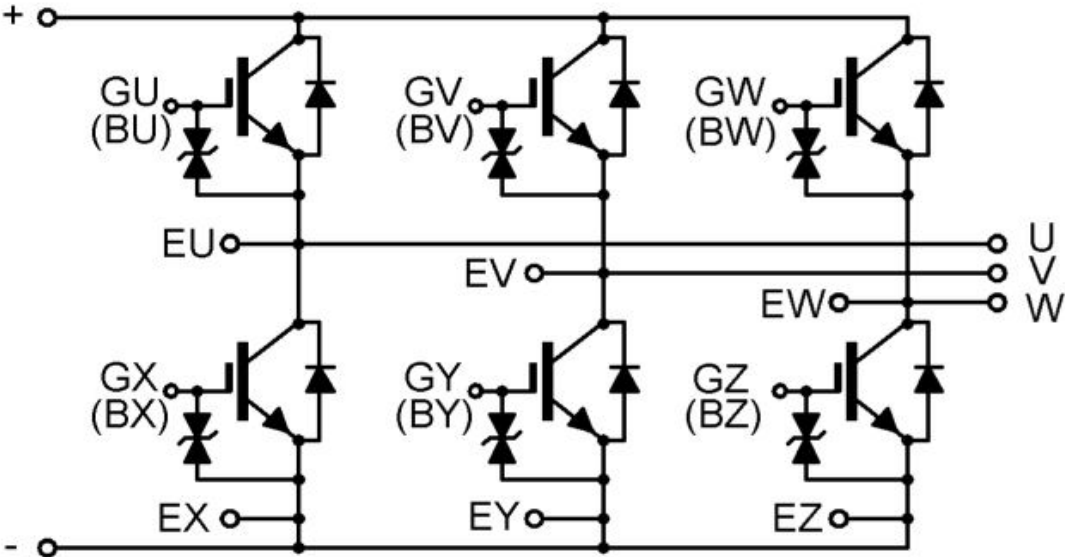 +
GU
(BU)
GV
(BV)
GW
(BW)
EU
U
EV
V
EW
W
GX
(BX)
GY
(BY)
GZ
(BZ)
EX
EY
EZ
-